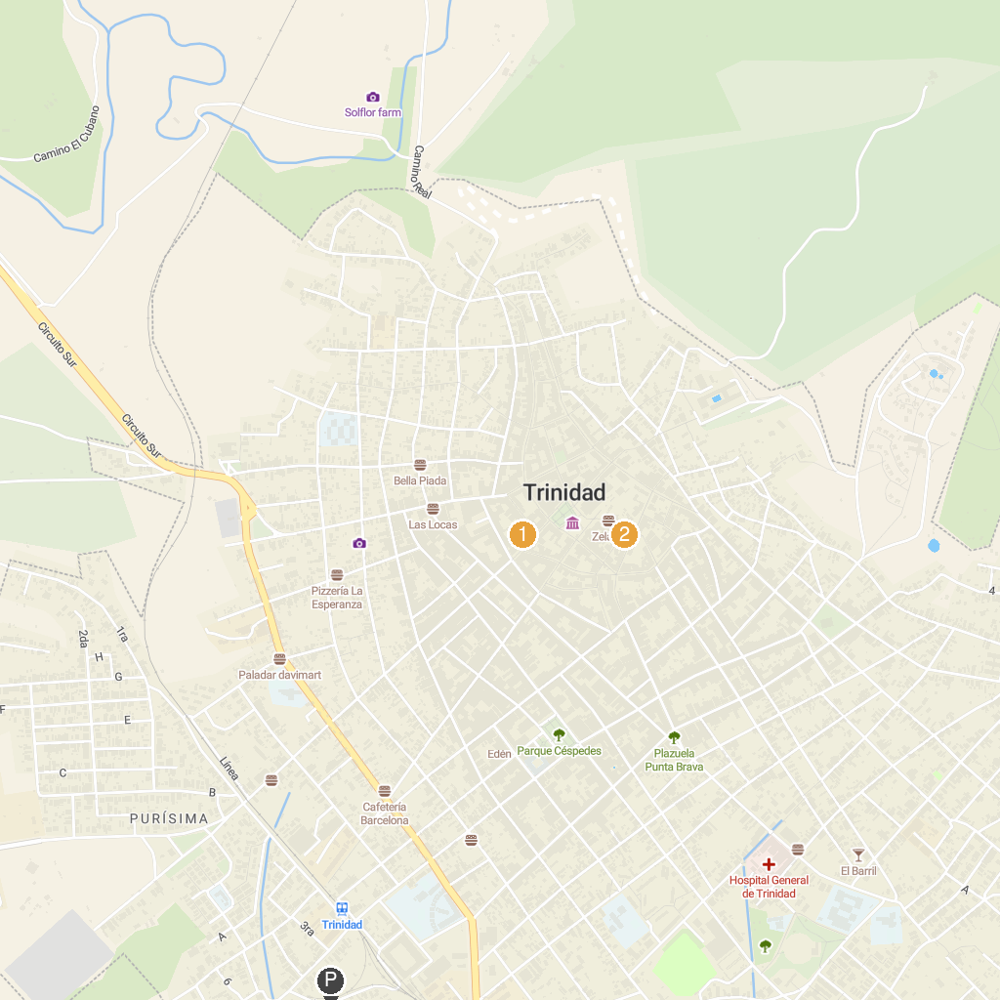 Solflor farm
Camino El Cubano
Camino Real
Circuito Sur
Circuito Sur
Bella Piada
Trinidad
Las Locas
1
2
Pizzería La
Esperanza
4
2da
1ra
H
G
Paladar davimart
F
E
Edén
Parque Céspedes
Plazuela
Punta Brava
C
Línea
B
Cafetería
Barcelona
PURÍSIMA
El Barril
Hospital General
de Trinidad
A
Trinidad
3ra
A
6
P